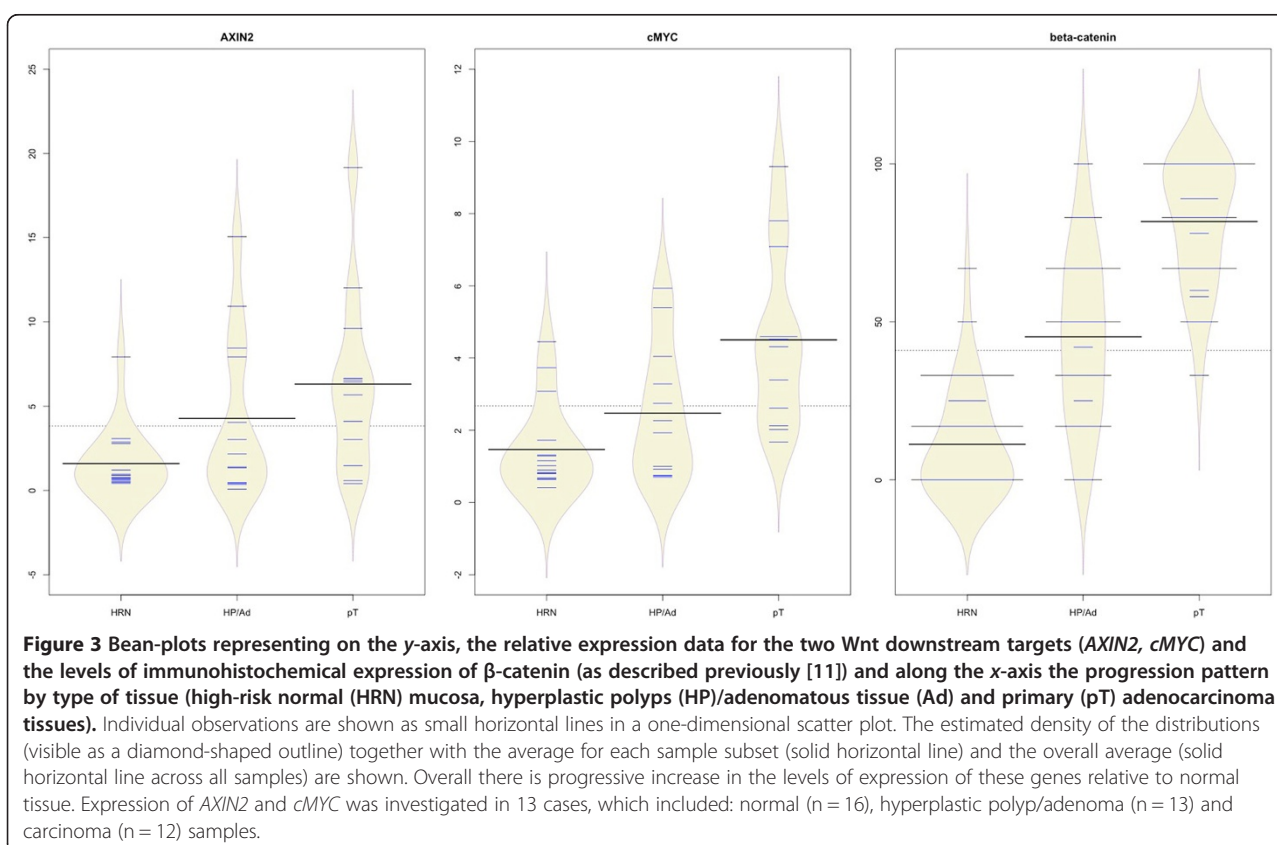 AXIN2
cMYC
beta-catenin
25
20
15
10
5
0
-5
HRN
HP/Ad
pT
12
10
8
6
4
2
0
-2
HRN
HP/Ad
pT
100
50
0
HRN
HP/Ad
pT
Figure 3 Bean-plots representing on the y-axis, the relative expression data for the two Wnt downstream targets (AXIN2, cMYC) and
the levels of immunohistochemical expression of β-catenin (as described previously [11]) and along the x-axis the progression pattern
by type of tissue (high-risk normal (HRN) mucosa, hyperplastic polyps (HP)/adenomatous tissue (Ad) and primary (pT) adenocarcinoma
tissues). Individual observations are shown as small horizontal lines in a one-dimensional scatter plot. The estimated density of the distributions
(visible as a diamond-shaped outline) together with the average for each sample subset (solid horizontal line) and the overall average (solid
horizontal line across all samples) are shown. Overall there is progressive increase in the levels of expression of these genes relative to normal
tissue. Expression of AXIN2 and cMYC was investigated in 13 cases, which included: normal (n = 16), hyperplastic polyp/adenoma (n = 13) and
carcinoma (n = 12) samples.